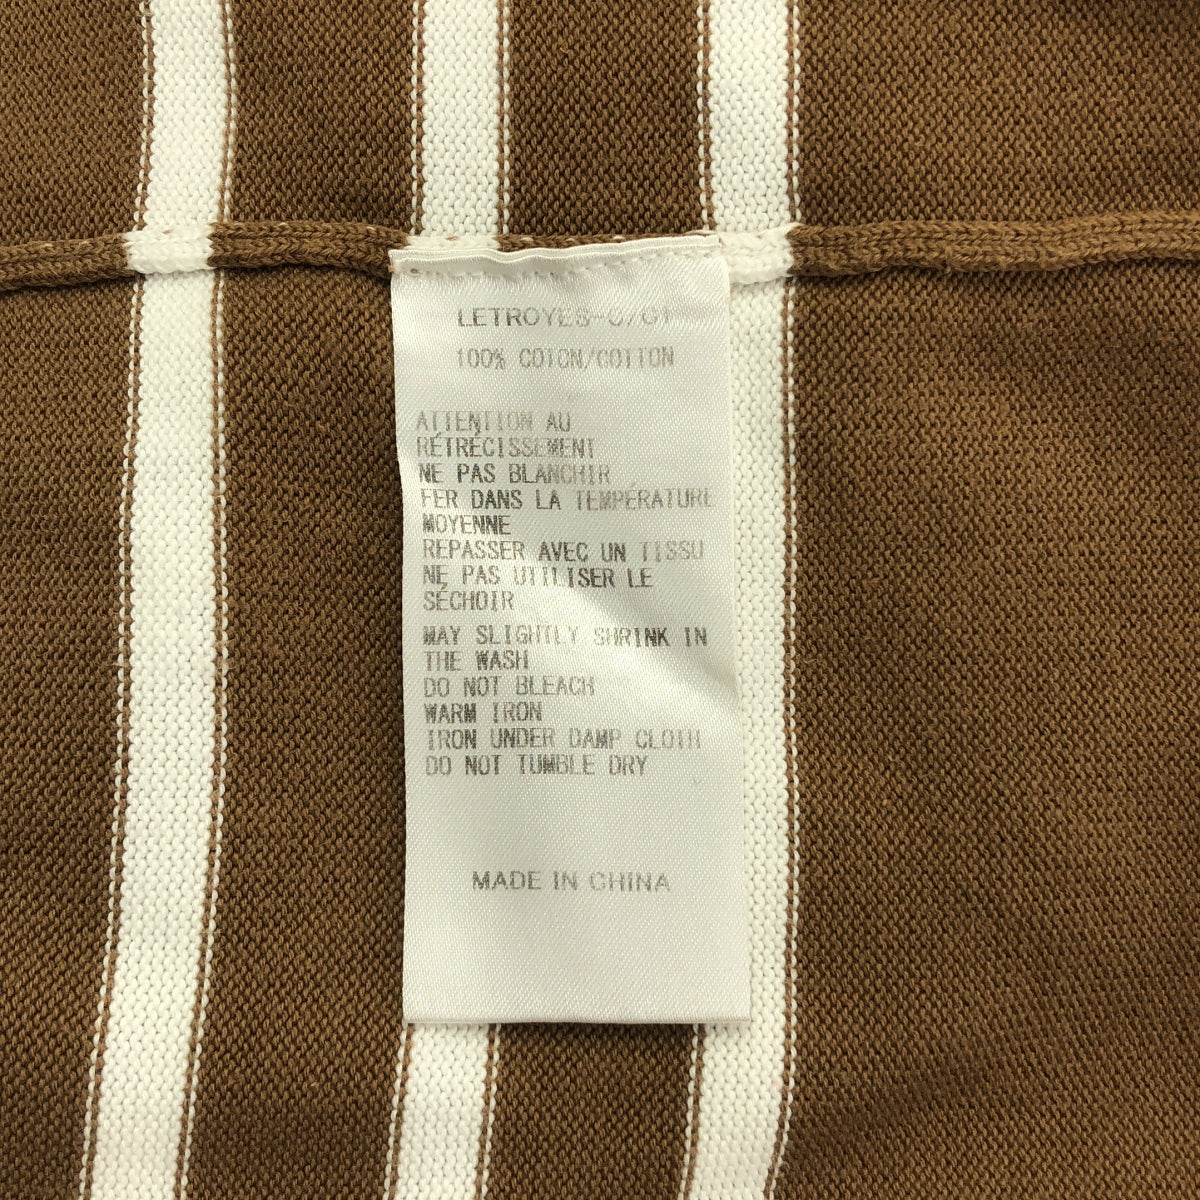 LETROYES-C/O1
100% COTON/COTTON
ATTENTION AU
RÉTRÉCISSEMENT
NE PAS BLANCHIR
FER DANS LA TEMPÉRATURE
MOYENNE
REPASSER AVEC UN TISSU
NE PAS UTILISER LE
SÉCHOIR
MAY SLIGHTLY SHRINK IN
THE WASH
DO NOT BLEACH
WARM IRON
IRON UNDER DAMP CLOTH
DO NOT TUMBLE DRY
MADE IN CHINA